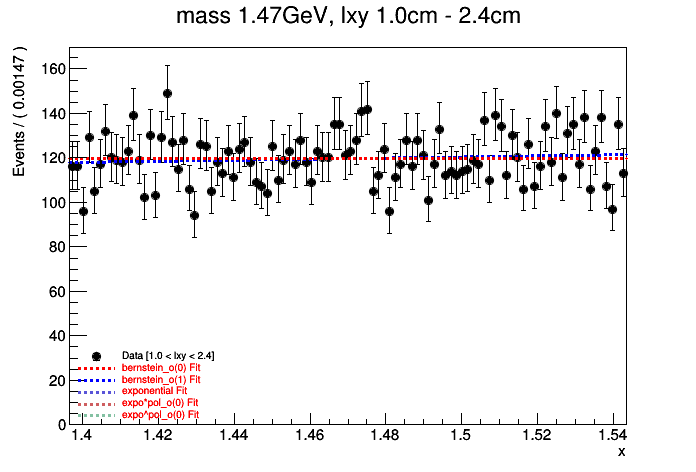 mass 1.47GeV, lxy 1.0cm - 2.4cm
Events / ( 0.00147 )
160
140
120
100
80
60
40
20
0
Data [1.0 < lxy < 2.4]
bernstein_o(0) Fit
bernstein_o(1) Fit
exponential Fit
expo*pol_o(0) Fit
expo^pol_o(0) Fit
1.4 1.42 1.44 1.46 1.48 1.5 1.52 1.54
x